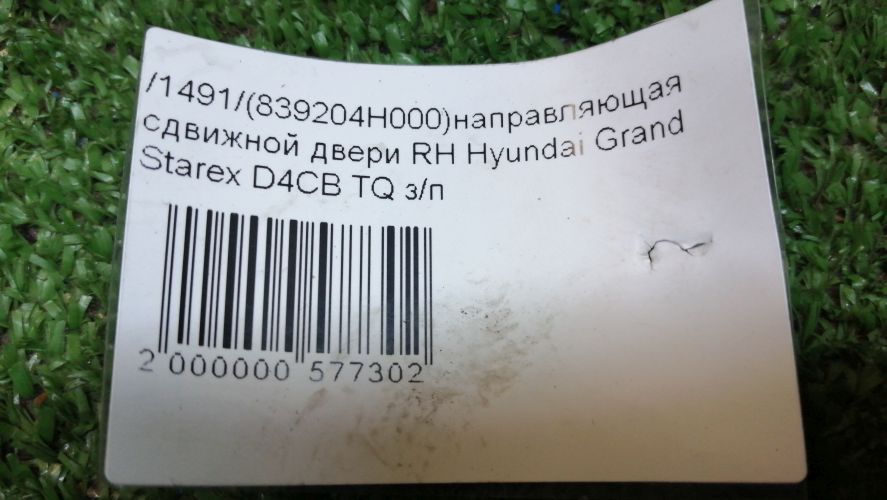 /1491/(839204H000)направляющая
сдвижной двери RH Hyundai Grand
Starex D4CB TQ з/п
2 000000 577302